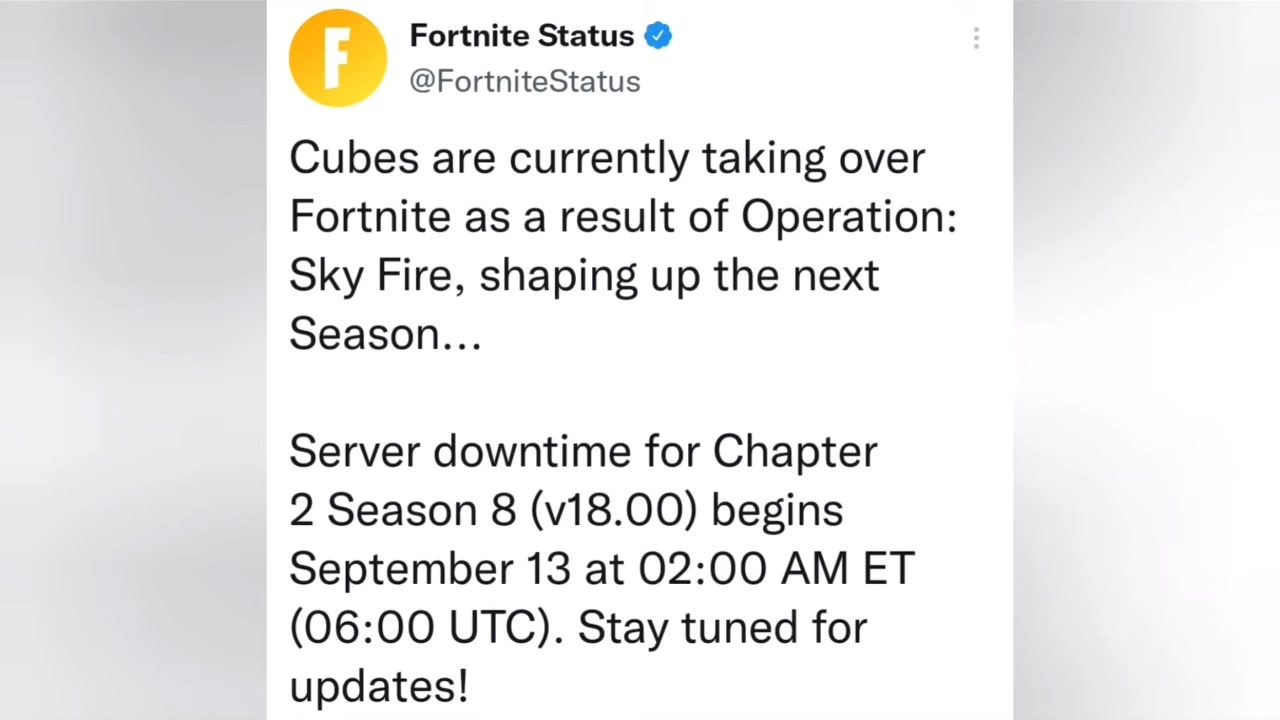 Fortnite Status
@FortniteStatus
Cubes are currently taking over
Fortnite as a result of Operation:
Sky Fire, shaping up the next
Season...
Server downtime for Chapter
2 Season 8 (v18.00) begins
September 13 at 02:00 AM ET
(06:00 UTC). Stay tuned for
updates!